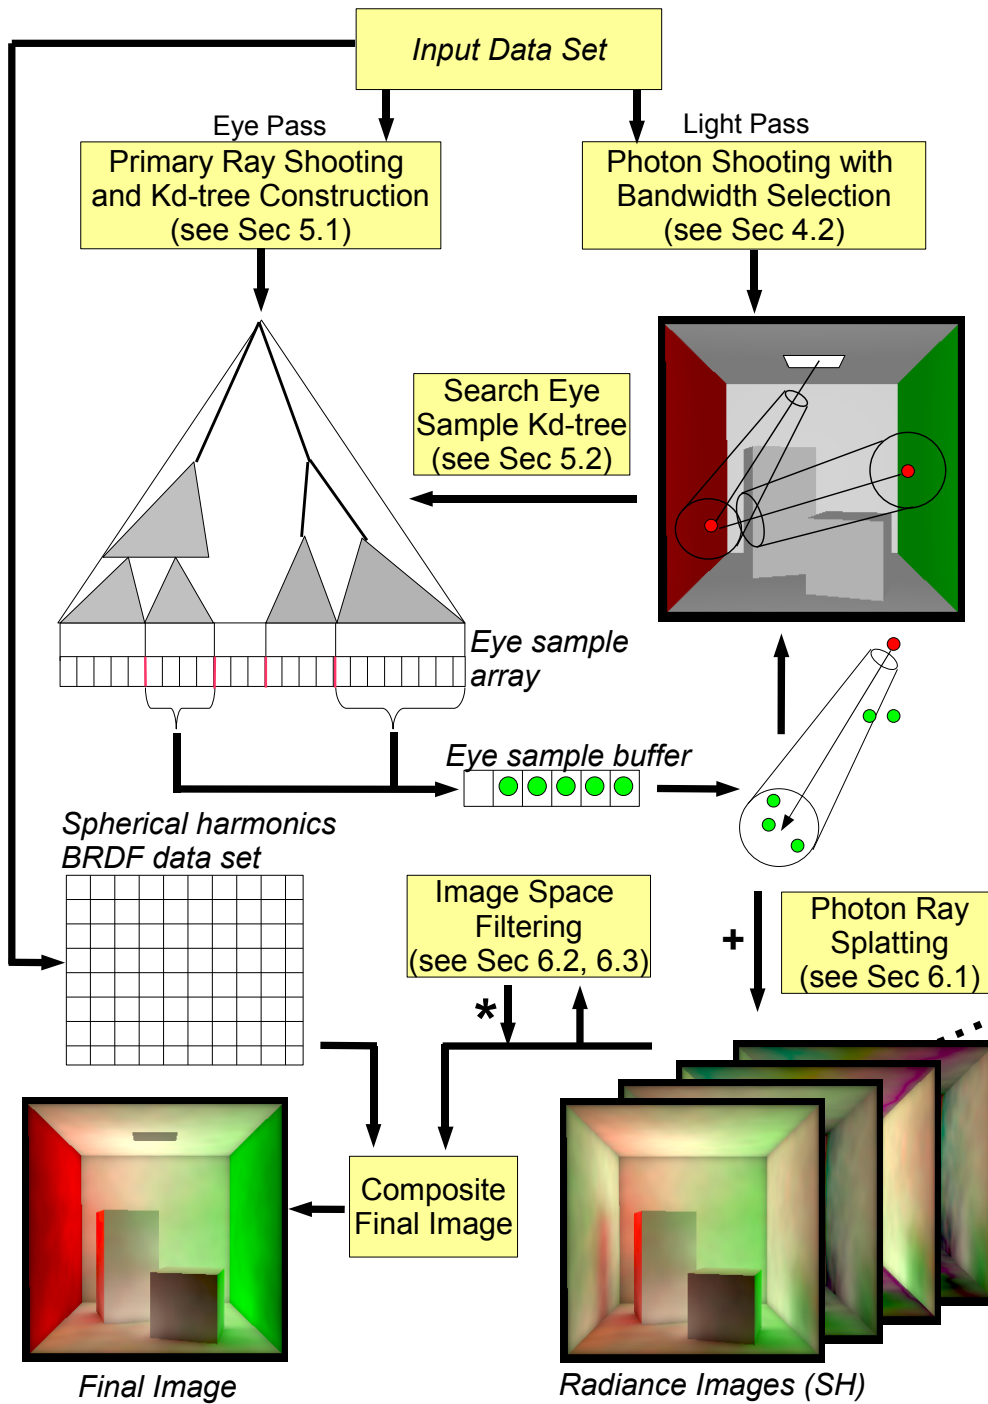 Input Data Set
Eye Pass
Light Pass
Primary Ray Shooting
and Kd-tree Construction
(see Sec 5.1)
Photon Shooting with
Bandwidth Selection
(see Sec 4.2)
Search Eye
Sample Kd-tree
(see Sec 5.2)
Eye sample
array
Eye sample buffer
Spherical harmonics
BRDF data set
Image Space
Filtering
(see Sec 6.2, 6.3)
*
+
Photon Ray
Splatting
(see Sec 6.1)
Composite
Final Image
Final Image
Radiance Images (SH)